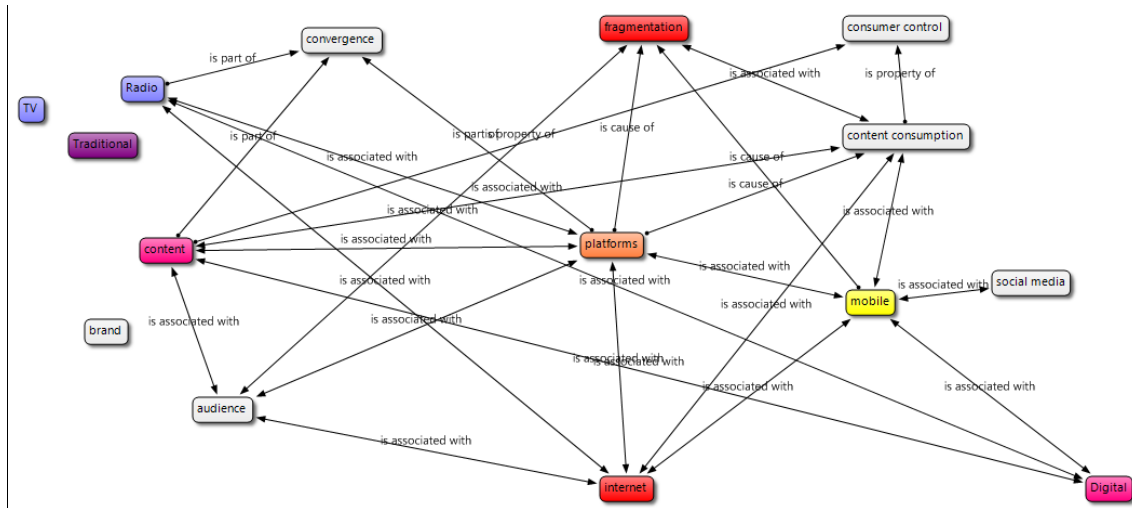 fragmentation
consumer control
convergence
is part of
is associated with
is property of
Radio
TV
is cause of
Traditional
is part of
is part of
is property of
content consumption
is associated with
is cause of
is associated with
is cause of
is associated with
is associated with
is associated with
content
platforms
is associated with
is associated with
is associated with
is associated with
social media
mobile
is associated with
is associated with
is associated with
brand
is associated with
is associated with
is associated with
is associated with
audience
is associated with
internet
Digital